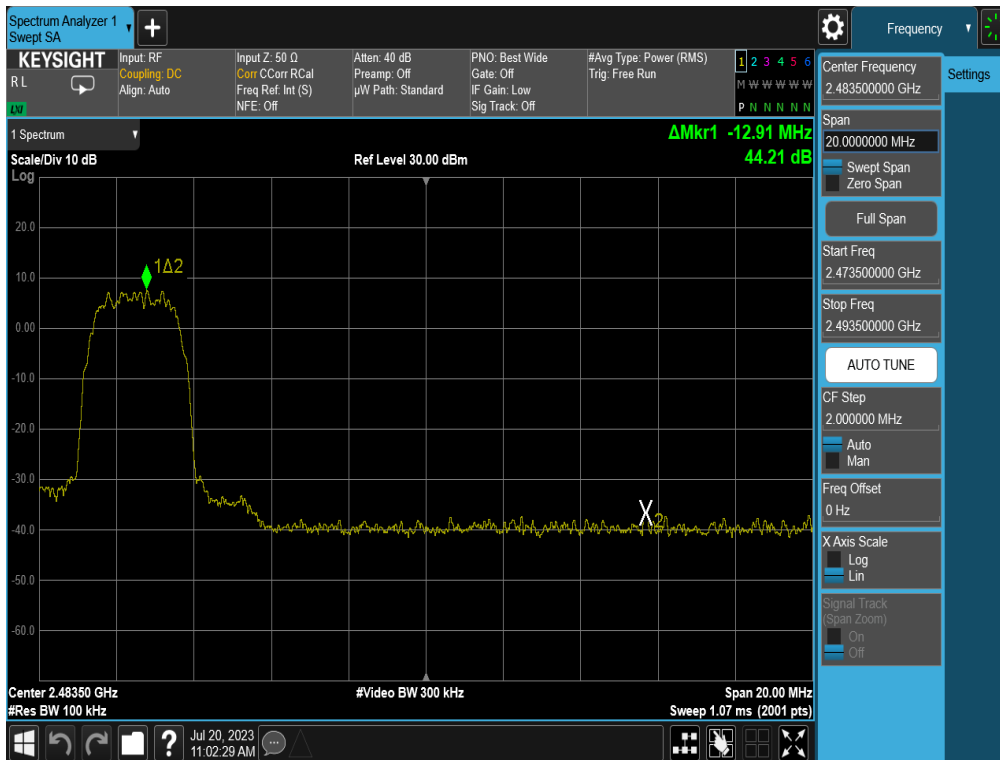 Spectrum Analyzer 1
Swept SA
+
Frequency
KEYSIGHT
R L
LXI
Input: RF
Coupling: DC
Align: Auto
Input Z: 50 Ω
Corr CCorr RCal
Freq Ref: Int (S)
NFE: Off
Atten: 40 dB
Preamp: Off
µW Path: Standard
PNO: Best Wide
Gate: Off
IF Gain: Low
Sig Track: Off
#Avg Type: Power (RMS)
Trig: Free Run
1 2 3 4 5 6
M W W W W W
P N N N N N
1 Spectrum
Scale/Div 10 dB
Log
Ref Level 30.00 dBm
ΔMkr1 -12.91 MHz
44.21 dB
20.0
10.0
0.00
-10.0
-20.0
-30.0
-40.0
-50.0
-60.0
1Δ2
X2
Center 2.48350 GHz
#Res BW 100 kHz
#Video BW 300 kHz
Span 20.00 MHz
Sweep 1.07 ms (2001 pts)
Center Frequency
2.483500000 GHz
Settings
Span
20.0000000 MHz
Swept Span
Zero Span
Full Span
Start Freq
2.473500000 GHz
Stop Freq
2.493500000 GHz
AUTO TUNE
CF Step
2.000000 MHz
Auto
Man
Freq Offset
0 Hz
X Axis Scale
Log
Lin
Signal Track
(Span Zoom)
On
Off
?
Jul 20, 2023
11:02:29 AM